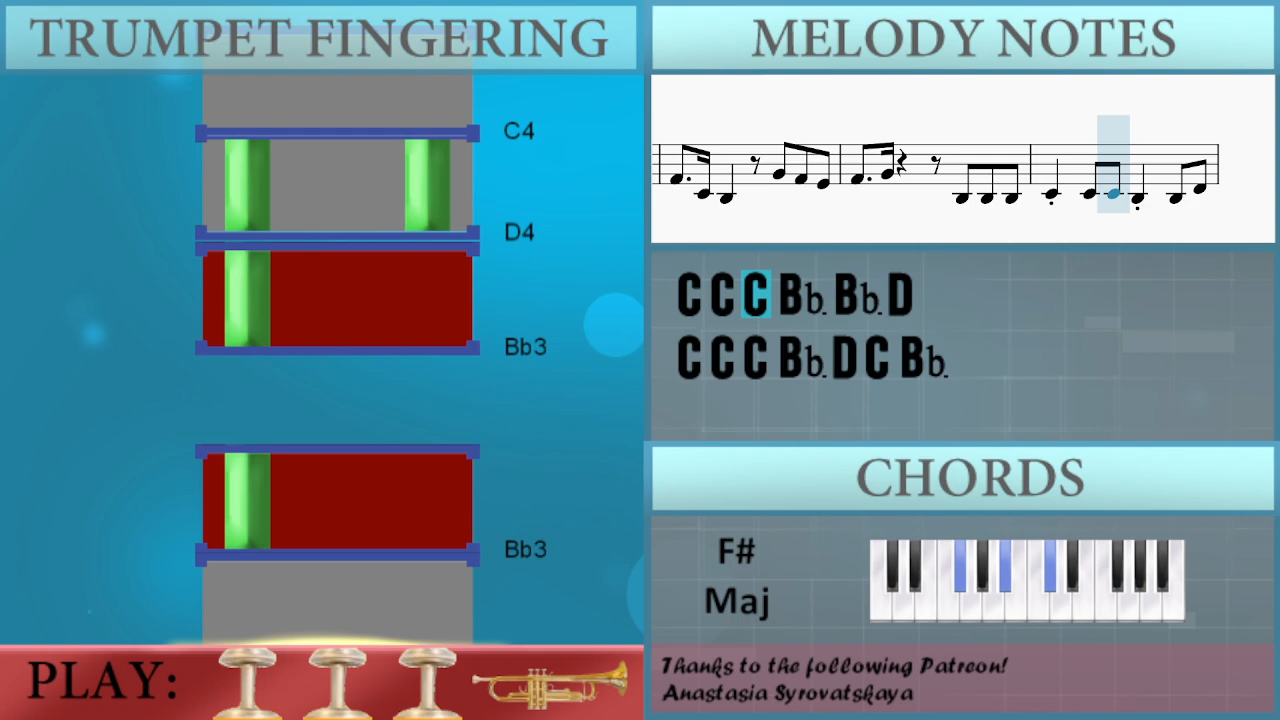 TRUMPET FINGERING
MELODY NOTES
C4
D4
Bb3
Bb3
C C C Bb. Bb. D
C C C Bb. D C Bb.
CHORDS
F#
Maj
PLAY:
Thanks to the following Patreon!
Anastasia Syrovatskaya